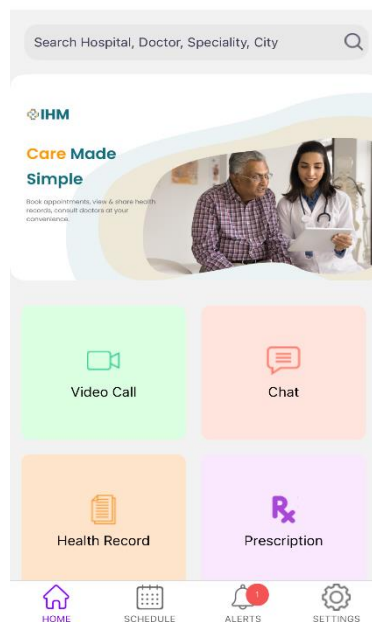 Search Hospital, Doctor, Speciality, City
IHM
Care Made
Simple
Book appointments, view & share health
records, consult doctors at your
convenience.
Video Call
Chat
Health Record
Rx
Prescription
1
HOME
SCHEDULE
ALERTS
SETTINGS